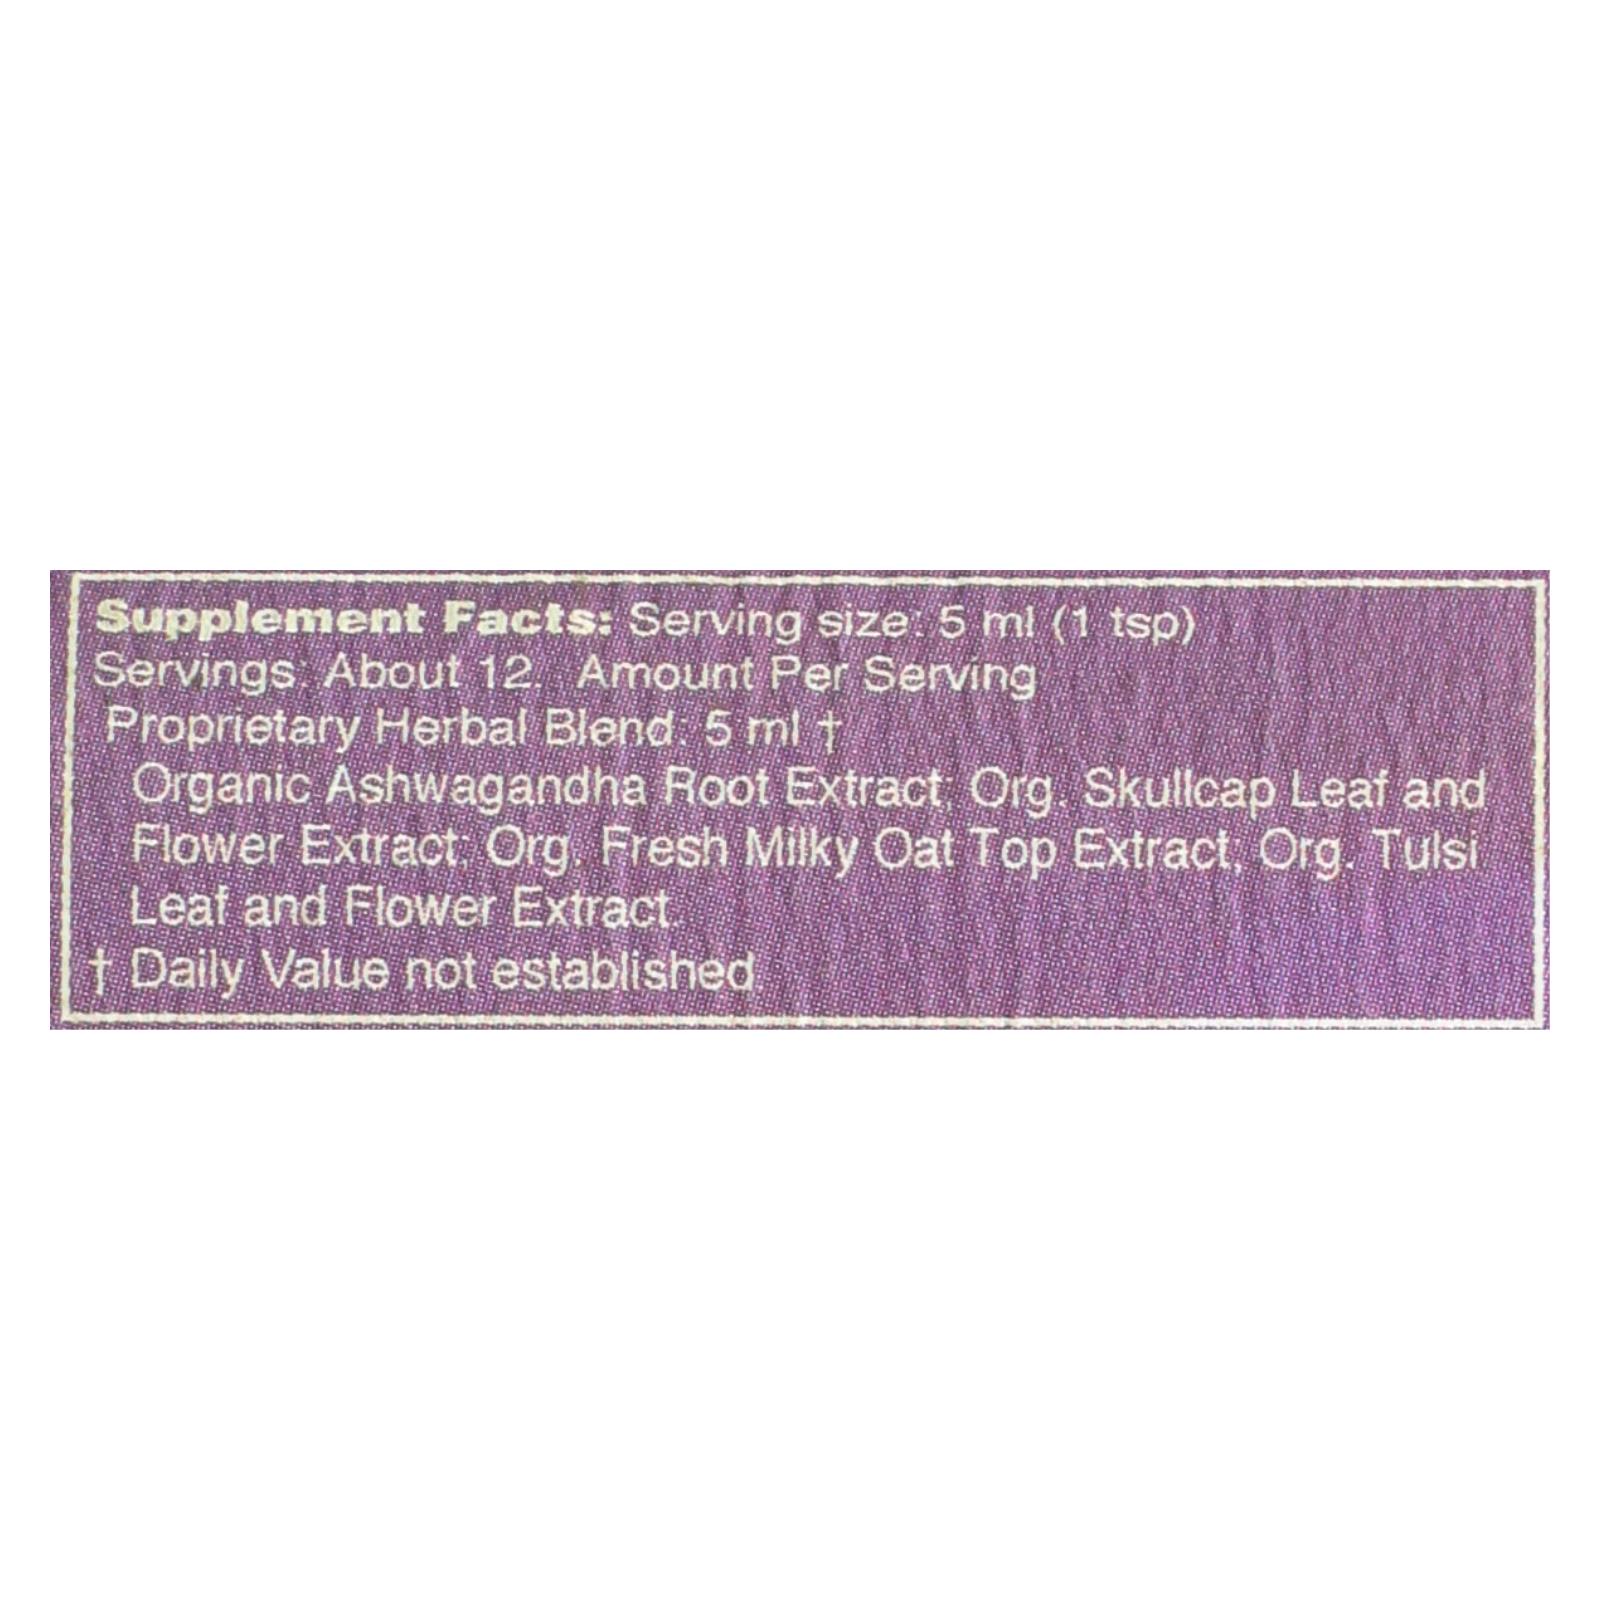 Supplement Facts: Serving size: 5 ml (1 tsp)
Servings: About 12. Amount Per Serving
Proprietary Herbal Blend: 5 ml †
Organic Ashwagandha Root Extract; Org. Skullcap Leaf and
Flower Extract; Org. Fresh Milky Oat Top Extract; Org. Tulsi
Leaf and Flower Extract.
† Daily Value not established